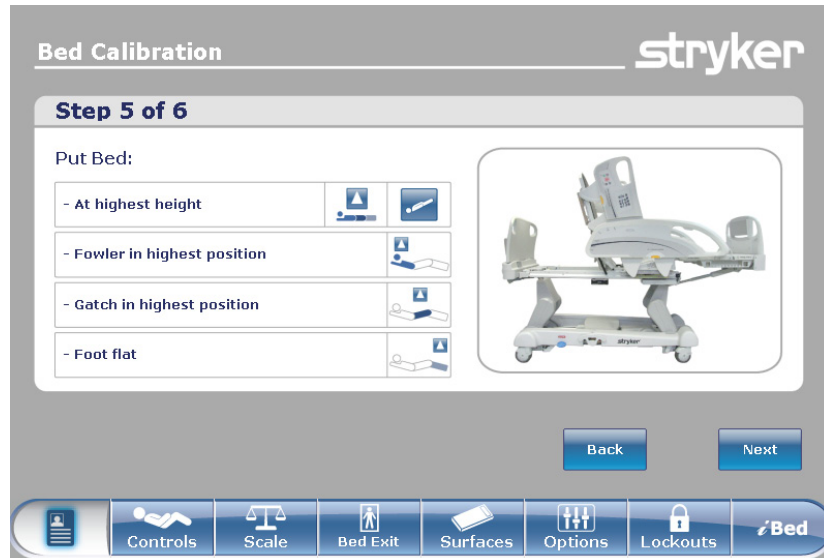 Bed Calibration
stryker
Step 5 of 6
Put Bed:
- At highest height
- Fowler in highest position
- Gatch in highest position
- Foot flat
stryker
Back
Next
Controls
Scale
Bed Exit
Surfaces
Options
Lockouts
iBed